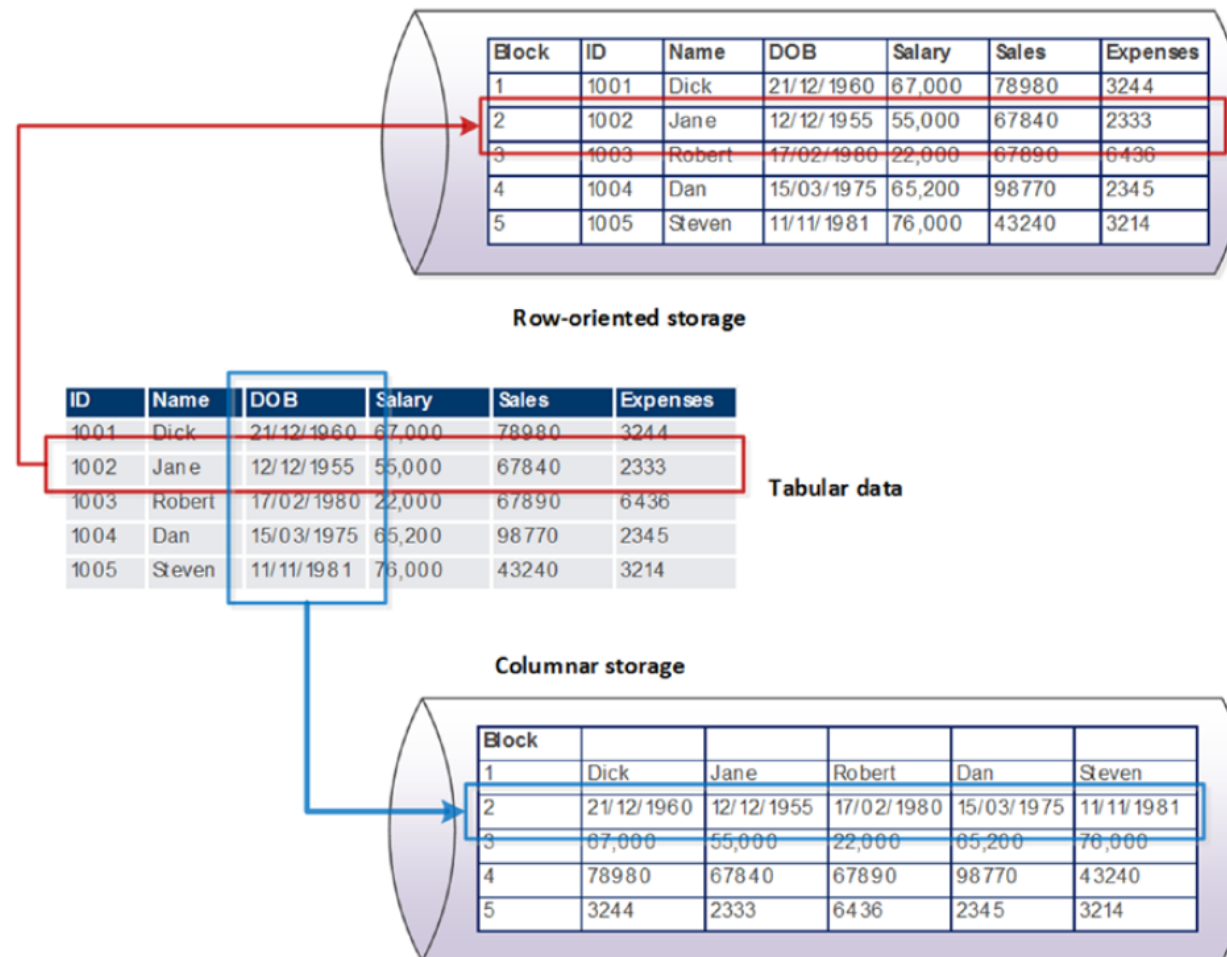 Block ID Name DOB Salary Sales Expenses
1 1001 Dick 21/12/1960 67,000 78980 3244
2 1002 Jane 12/12/1955 55,000 67840 2333
3 1003 Robert 17/02/1980 22,000 67890 6436
4 1004 Dan 15/03/1975 65,200 98770 2345
5 1005 Steven 11/11/1981 76,000 43240 3214
Row-oriented storage
ID Name DOB Salary Sales Expenses
1001 Dick 21/12/1960 67,000 78980 3244
1002 Jane 12/12/1955 55,000 67840 2333
1003 Robert 17/02/1980 22,000 67890 6436
1004 Dan 15/03/1975 65,200 98770 2345
1005 Steven 11/11/1981 76,000 43240 3214
Tabular data
Columnar storage
Block
1 Dick Jane Robert Dan Steven
2 21/12/1960 12/12/1955 17/02/1980 15/03/1975 11/11/1981
3 67,000 55,000 22,000 65,200 76,000
4 78980 67840 67890 98770 43240
5 3244 2333 6436 2345 3214